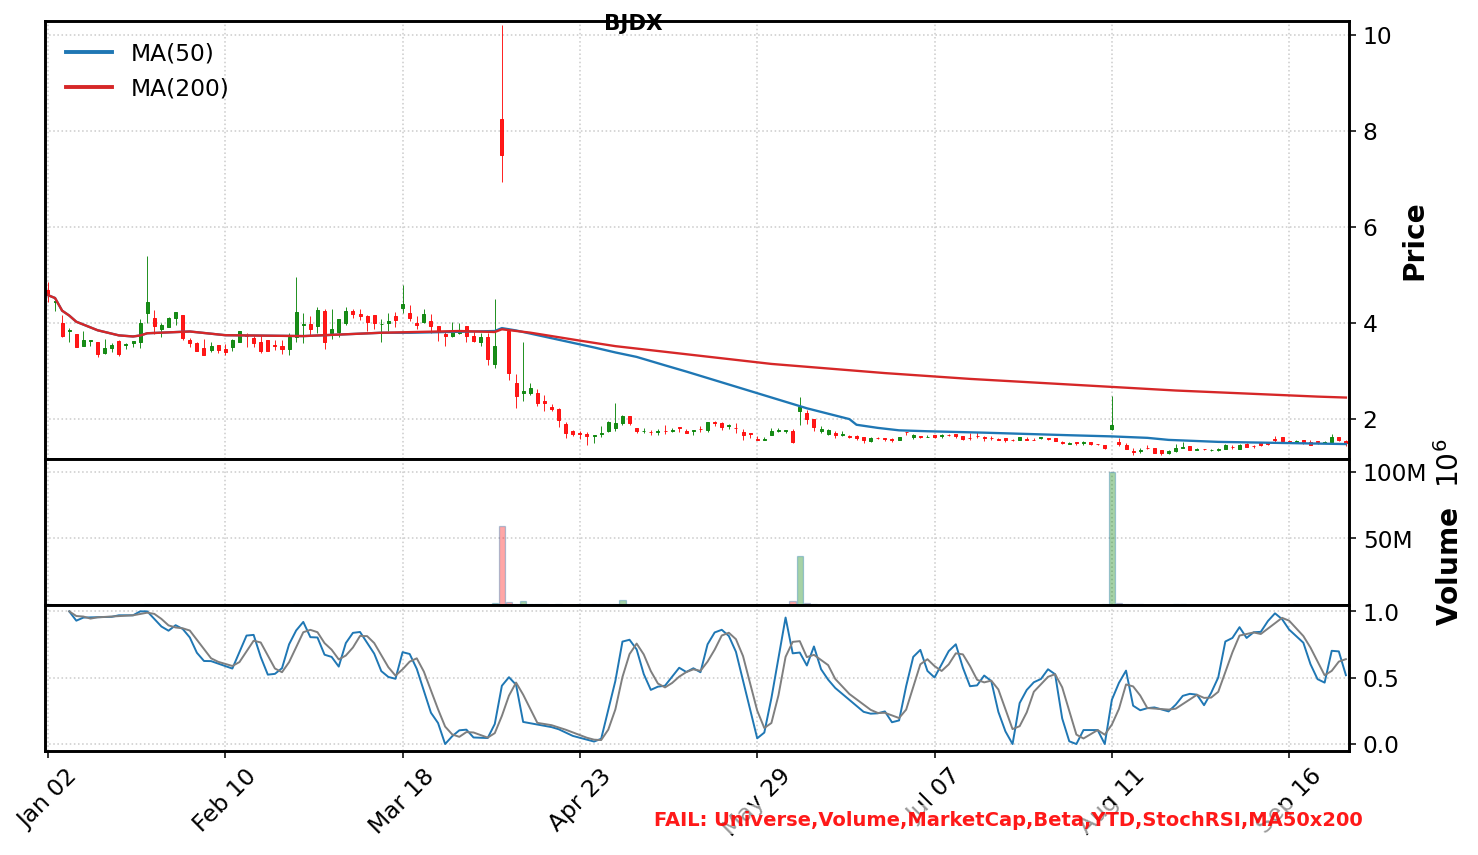 BJDX
MA(50)
MA(200)
10
8
6
4
2
Price
100M
50M
Volume 10^6
1.0
0.5
0.0
Jan 02
Feb 10
Mar 18
Apr 23
May 29
Jul 07
Aug 11
Sep 16
FAIL: Universe,Volume,MarketCap,Beta,YTD,StochRSI,MA50x200